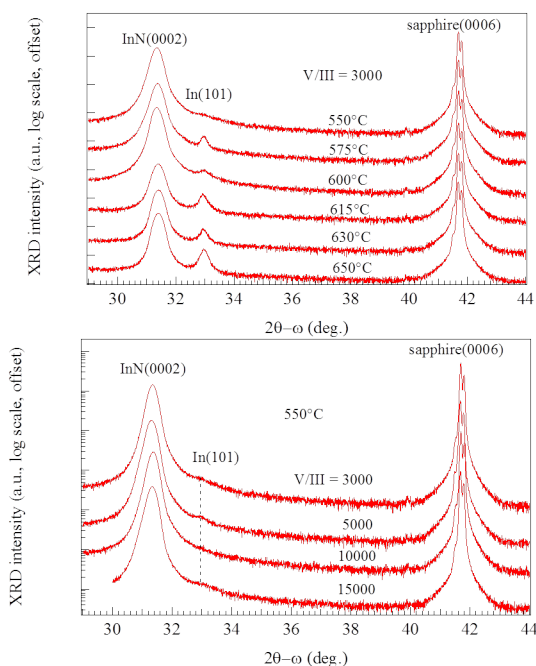 sapphire(0006)
InN(0002)
V/III = 3000
In(101)
550°C
575°C
600°C
615°C
630°C
650°C
30 32 34 36 38 40 42 44
2θ−ω (deg.)
XRD intensity (a.u., log scale, offset)
sapphire(0006)
InN(0002)
550°C
In(101)
V/III = 3000
5000
10000
15000
30 32 34 36 38 40 42 44
2θ−ω (deg.)
XRD intensity (a.u., log scale, offset)